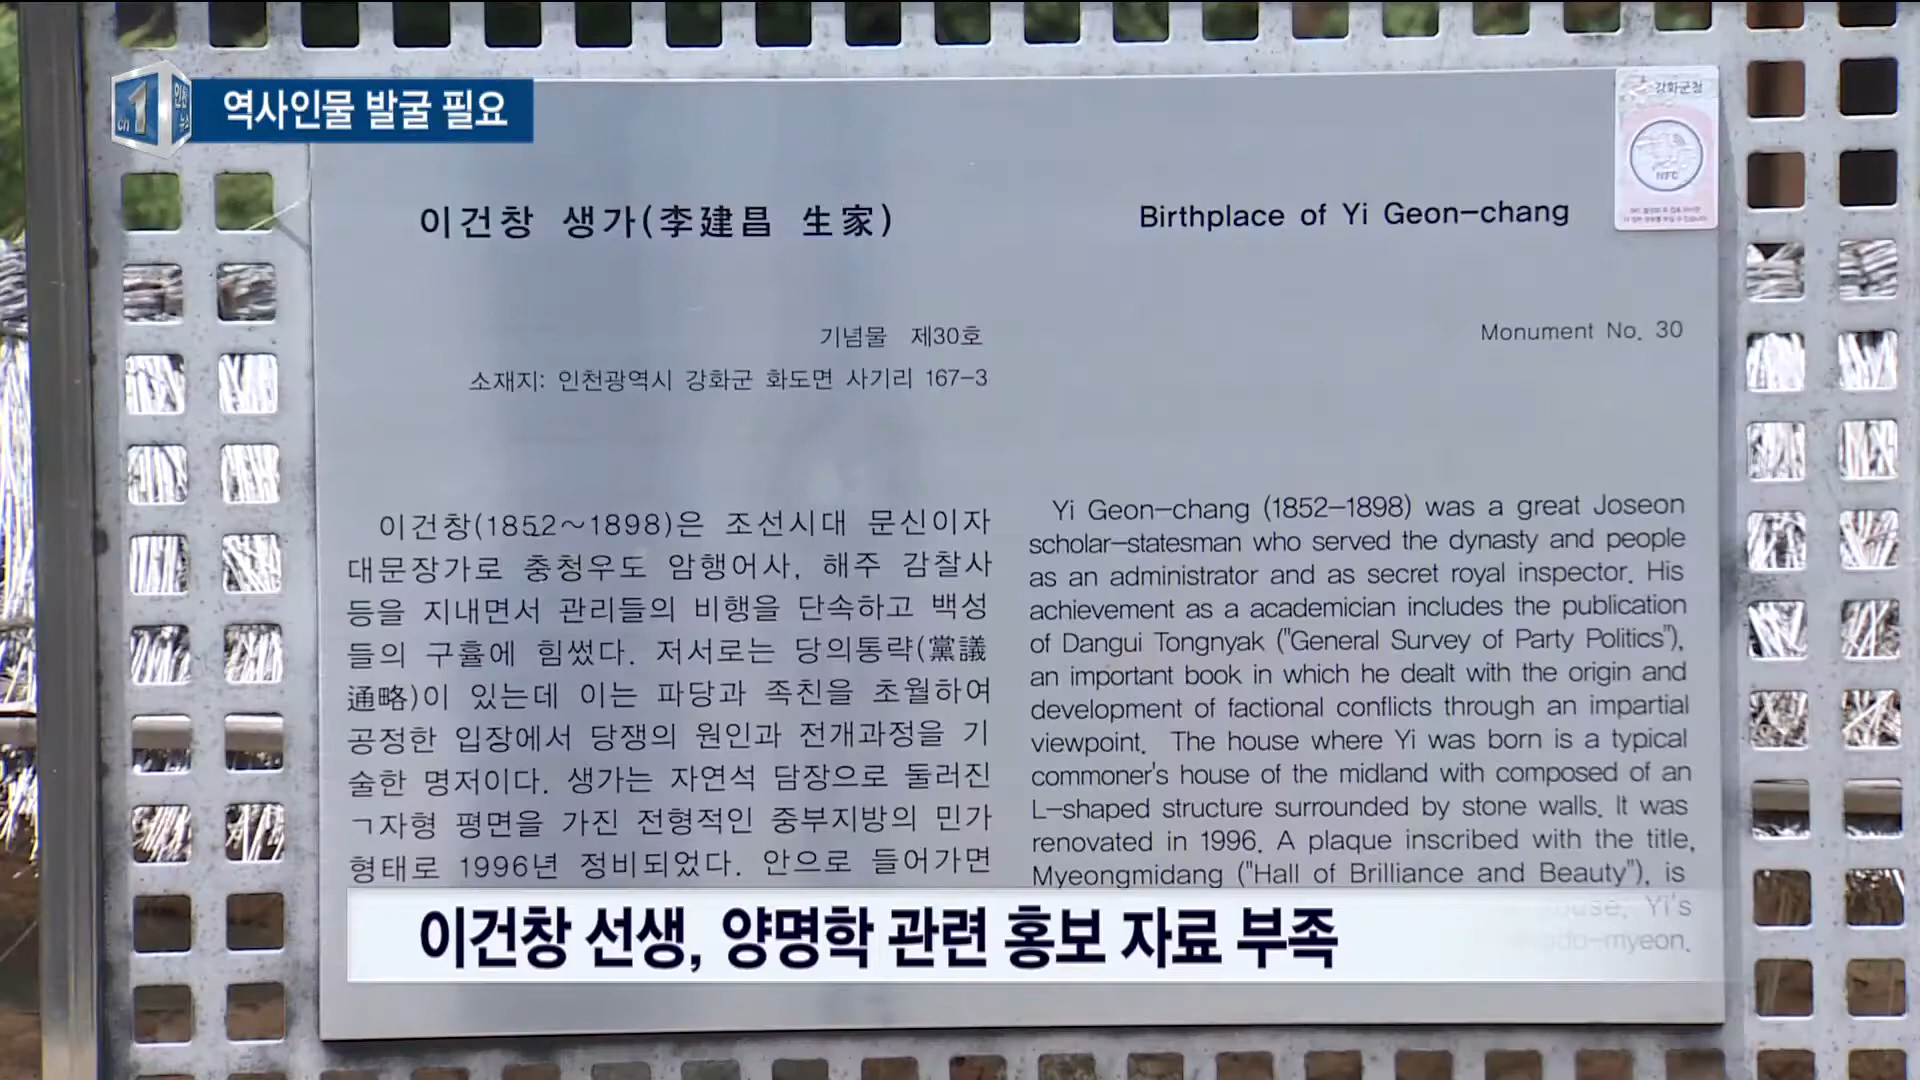 역사인물 발굴 필요
cn 1 인천 뉴스
강화군청
NFC
이건창 생가(李建昌 生家)
기념물 제30호
소재지: 인천광역시 강화군 화도면 사기리 167-3
이건창(1852~1898)은 조선시대 문신이자
대문장가로 충청우도 암행어사, 해주 감찰사
등을 지내면서 관리들의 비행을 단속하고 백성
들의 구휼에 힘썼다. 저서로는 당의통략(黨議
通略)이 있는데 이는 파당과 족친을 초월하여
공정한 입장에서 당쟁의 원인과 전개과정을 기
술한 명저이다. 생가는 자연석 담장으로 둘러진
ㄱ자형 평면을 가진 전형적인 중부지방의 민가
형태로 1996년 정비되었다. 안으로 들어가면
Birthplace of Yi Geon-chang
Monument No. 30
Yi Geon-chang (1852-1898) was a great Joseon
scholar-statesman who served the dynasty and people
as an administrator and as secret royal inspector. His
achievement as a academician includes the publication
of Dangui Tongnyak ("General Survey of Party Politics"),
an important book in which he dealt with the origin and
development of factional conflicts through an impartial
viewpoint. The house where Yi was born is a typical
commoner's house of the midland with composed of an
L-shaped structure surrounded by stone walls. It was
renovated in 1996. A plaque inscribed with the title,
Myeongmidang ("Hall of Brilliance and Beauty"), is
Yi's
이건창 선생, 양명학 관련 홍보 자료 부족